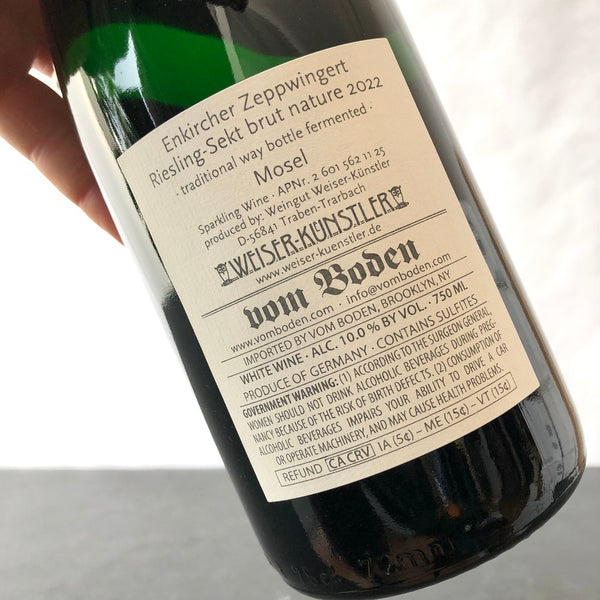 Enkircher Zeppwingert
Riesling-Sekt brut nature 2022
· traditional way bottle fermented ·
Mosel
Sparkling Wine · APNr. 2 601 562 11 25
produced by: Weingut Weiser-Künstler
D-56841 Traben-Trarbach
WEISER-KÜNSTLER
www.weiser-kuenstler.de
vom Boden
www.vomboden.com · info@vomboden.com
IMPORTED BY VOM BODEN, BROOKLYN, NY
WHITE WINE · ALC. 10.0 % BY VOL. · 750 ML
PRODUCE OF GERMANY · CONTAINS SULFITES
GOVERNMENT WARNING: (1) ACCORDING TO THE SURGEON GENERAL,
WOMEN SHOULD NOT DRINK ALCOHOLIC BEVERAGES DURING PREG-
NANCY BECAUSE OF THE RISK OF BIRTH DEFECTS. (2) CONSUMPTION OF
ALCOHOLIC BEVERAGES IMPAIRS YOUR ABILITY TO DRIVE A CAR
OR OPERATE MACHINERY, AND MAY CAUSE HEALTH PROBLEMS.
REFUND CA CRV IA (5¢) – ME (15¢) – VT (15¢)